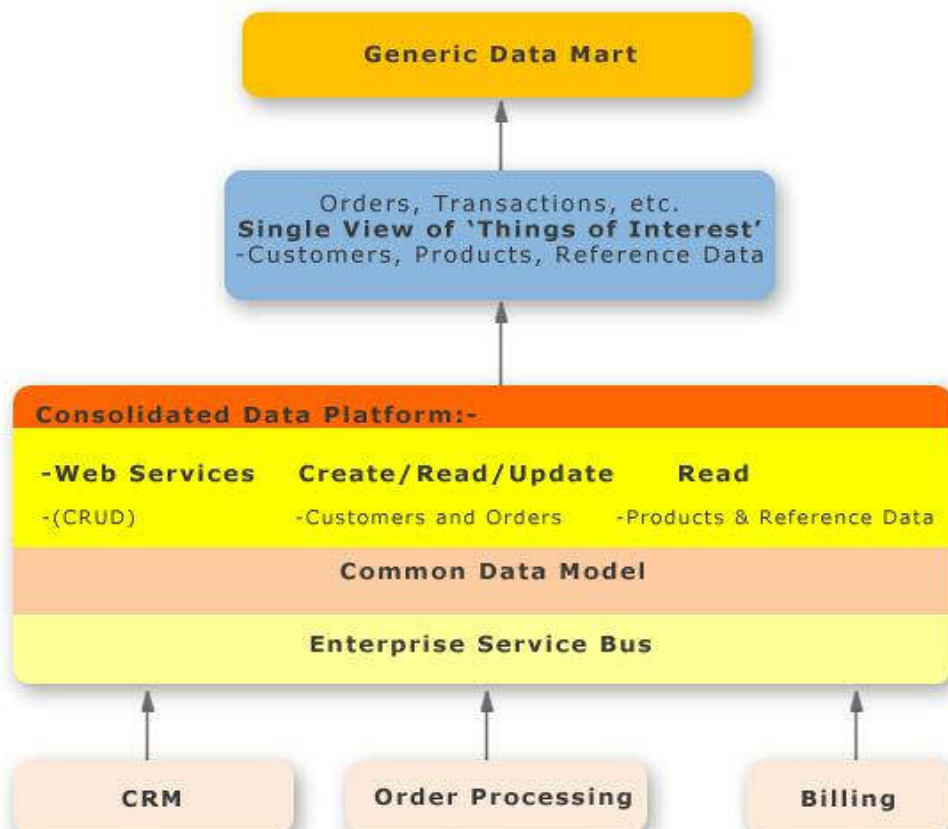 Generic Data Mart
Orders, Transactions, etc.
Single View of ‘Things of Interest’
-Customers, Products, Reference Data
Consolidated Data Platform:-
-Web Services Create/Read/Update Read
-(CRUD) -Customers and Orders -Products & Reference Data
Common Data Model
Enterprise Service Bus
CRM Order Processing Billing